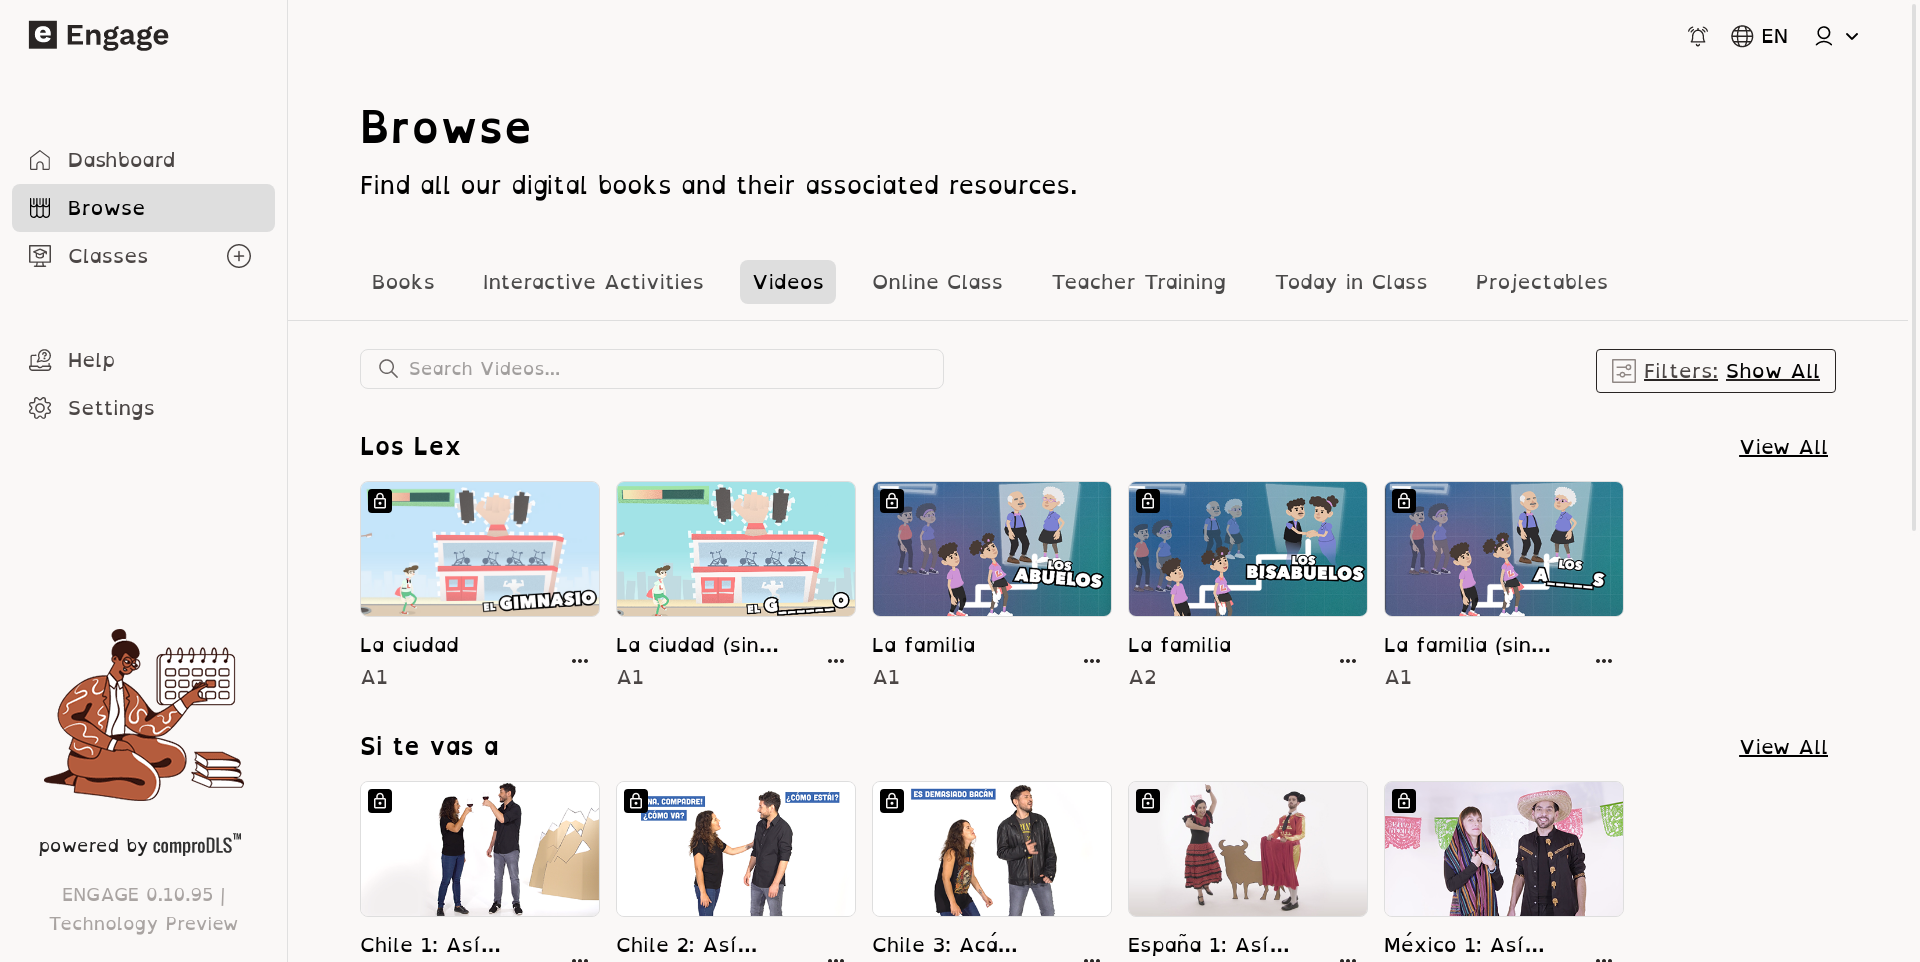 e Engage
EN
Dashboard
Browse
Classes
Help
Settings
powered by comproDLS™
ENGAGE 0.10.95 |
Technology Preview
Browse
Find all our digital books and their associated resources.
Books Interactive Activities Videos Online Class Teacher Training Today in Class Projectables
Search Videos...
Filters: Show All
Los Lex
View All
EL GIMNASIO
EL G_____O
LOS
ABUELOS
LOS
BISABUELOS
LOS
A_____S
La ciudad
A1
La ciudad (sin...
A1
La familia
A1
La familia
A2
La familia (sin...
A1
Si te vas a
View All
NA, COMPADRE!
¿CÓMO VA?
¿CÓMO ESTÁI?
ES DEMASIADO BACÁN
Chile 1: Así...
Chile 2: Así...
Chile 3: Acá...
España 1: Así...
México 1: Así...